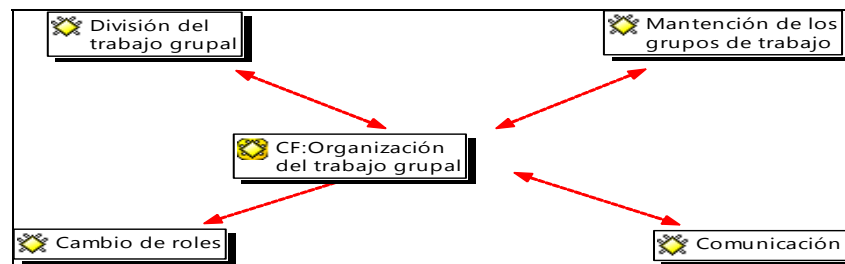 División del
trabajo grupal
Mantención de los
grupos de trabajo
CF:Organización
del trabajo grupal
Cambio de roles
Comunicación